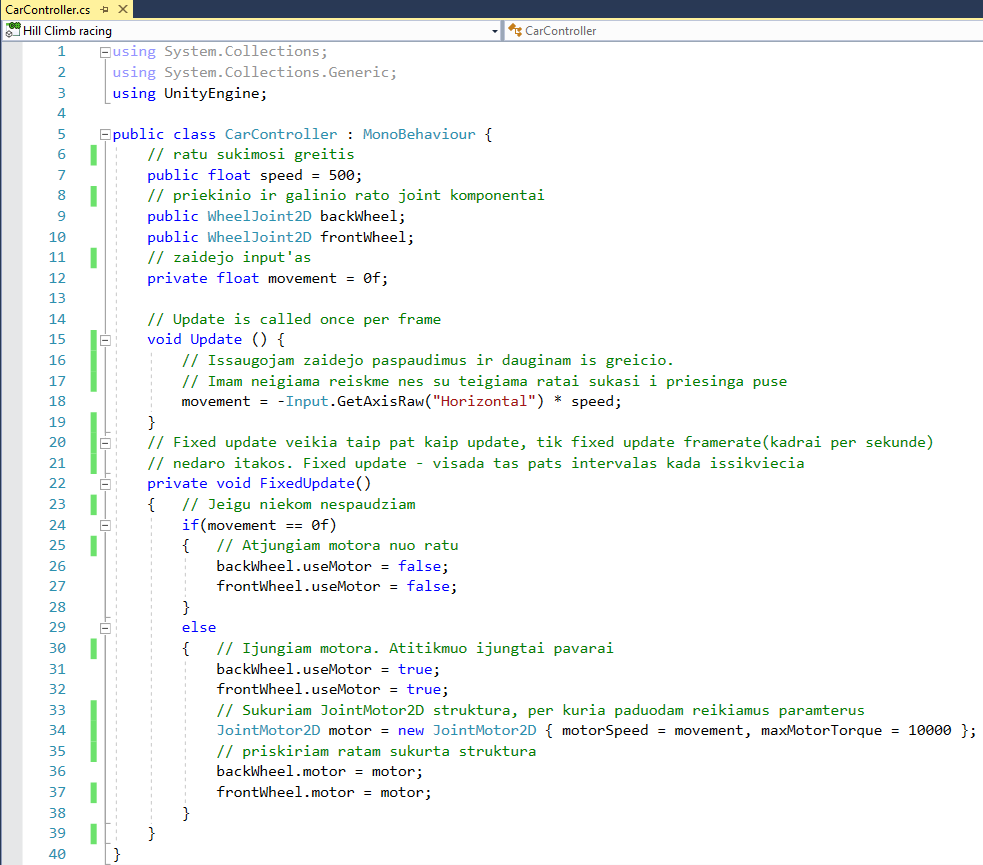 CarController.cs
Hill Climb racing CarController
1 using System.Collections;
2 using System.Collections.Generic;
3 using UnityEngine;
4
5 public class CarController : MonoBehaviour {
6 // ratu sukimosi greitis
7 public float speed = 500;
8 // priekinio ir galinio rato joint komponentai
9 public WheelJoint2D backWheel;
10 public WheelJoint2D frontWheel;
11 // zaidejo input'as
12 private float movement = 0f;
13
14 // Update is called once per frame
15 void Update () {
16 // Issaugojam zaidejo paspaudimus ir dauginam is greicio.
17 // Imam neigiama reiskme nes su teigiama ratai sukasi i priesinga puse
18 movement = -Input.GetAxisRaw("Horizontal") * speed;
19 }
20 // Fixed update veikia taip pat kaip update, tik fixed update framerate(kadrai per sekunde)
21 // nedaro itakos. Fixed update - visada tas pats intervalas kada issikviecia
22 private void FixedUpdate()
23 { // Jeigu niekom nespaudziam
24 if(movement == 0f)
25 { // Atjungiam motora nuo ratu
26 backWheel.useMotor = false;
27 frontWheel.useMotor = false;
28 }
29 else
30 { // Ijungiam motora. Atitikmuo ijungtai pavarai
31 backWheel.useMotor = true;
32 frontWheel.useMotor = true;
33 // Sukuriam JointMotor2D struktura, per kuria paduodam reikiamus paramterus
34 JointMotor2D motor = new JointMotor2D { motorSpeed = movement, maxMotorTorque = 10000 };
35 // priskiriam ratam sukurta struktura
36 backWheel.motor = motor;
37 frontWheel.motor = motor;
38 }
39 }
40 }